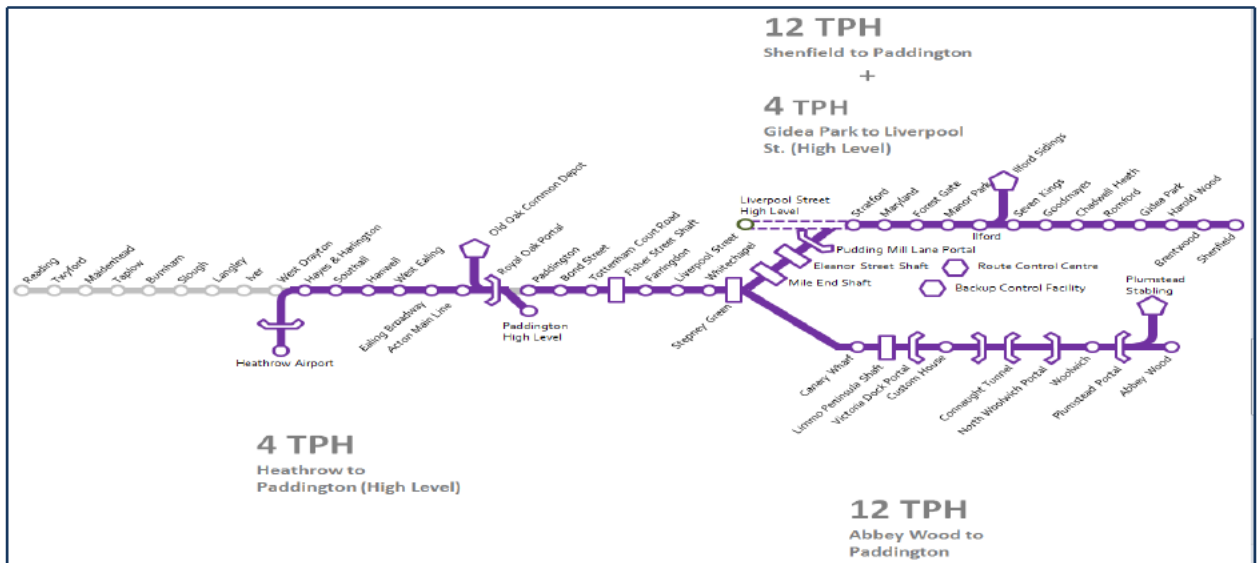 12 TPH
Shenfield to Paddington
+
4 TPH
Gidea Park to Liverpool
St. (High Level)
Reading
Twyford
Maidenhead
Taplow
Burnham
Slough
Langley
Iver
West Drayton
Hayes & Harlington
Southall
Hanwell
West Ealing
Ealing Broadway
Acton Main Line
Old Oak Common Depot
Royal Oak Portal
Paddington
Bond Street
Tottenham Court Road
Fisher Street Shaft
Farringdon
Liverpool Street
Whitechapel
Stepney Green
Liverpool Street
High Level
Stratford
Maryland
Forest Gate
Manor Park
Ilford
Ilford Sidings
Seven Kings
Goodmayes
Chadwell Heath
Romford
Gidea Park
Harold Wood
Brentwood
Shenfield
Pudding Mill Lane Portal
Eleanor Street Shaft
Mile End Shaft
Route Control Centre
Backup Control Facility
Plumstead
Stabling
Paddington
High Level
Heathrow Airport
Canary Wharf
Limmo Peninsula Shaft
Victoria Dock Portal
Custom House
Connaught Tunnel
North Woolwich Portal
Woolwich
Plumstead Portal
Abbey Wood
4 TPH
Heathrow to
Paddington (High Level)
12 TPH
Abbey Wood to
Paddington